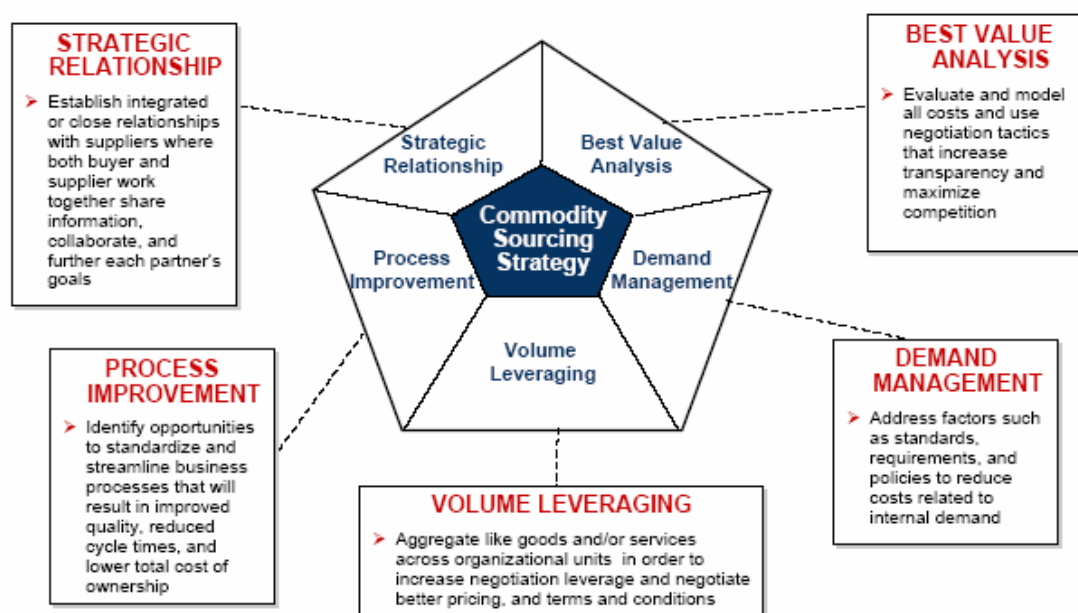 STRATEGIC
RELATIONSHIP
➤ Establish integrated
or close relationships
with suppliers where
both buyer and
supplier work
together share
information,
collaborate, and
further each partner's
goals
BEST VALUE
ANALYSIS
➤ Evaluate and model
all costs and use
negotiation tactics
that increase
transparency and
maximize
competition
Strategic
Relationship
Best Value
Analysis
Commodity
Sourcing
Strategy
Process
Improvement
Demand
Management
Volume
Leveraging
PROCESS
IMPROVEMENT
➤ Identify opportunities
to standardize and
streamline business
processes that will
result in improved
quality, reduced
cycle times, and
lower total cost of
ownership
VOLUME LEVERAGING
➤ Aggregate like goods and/or services
across organizational units in order to
increase negotiation leverage and negotiate
better pricing, and terms and conditions
DEMAND
MANAGEMENT
➤ Address factors such
as standards,
requirements, and
policies to reduce
costs related to
internal demand